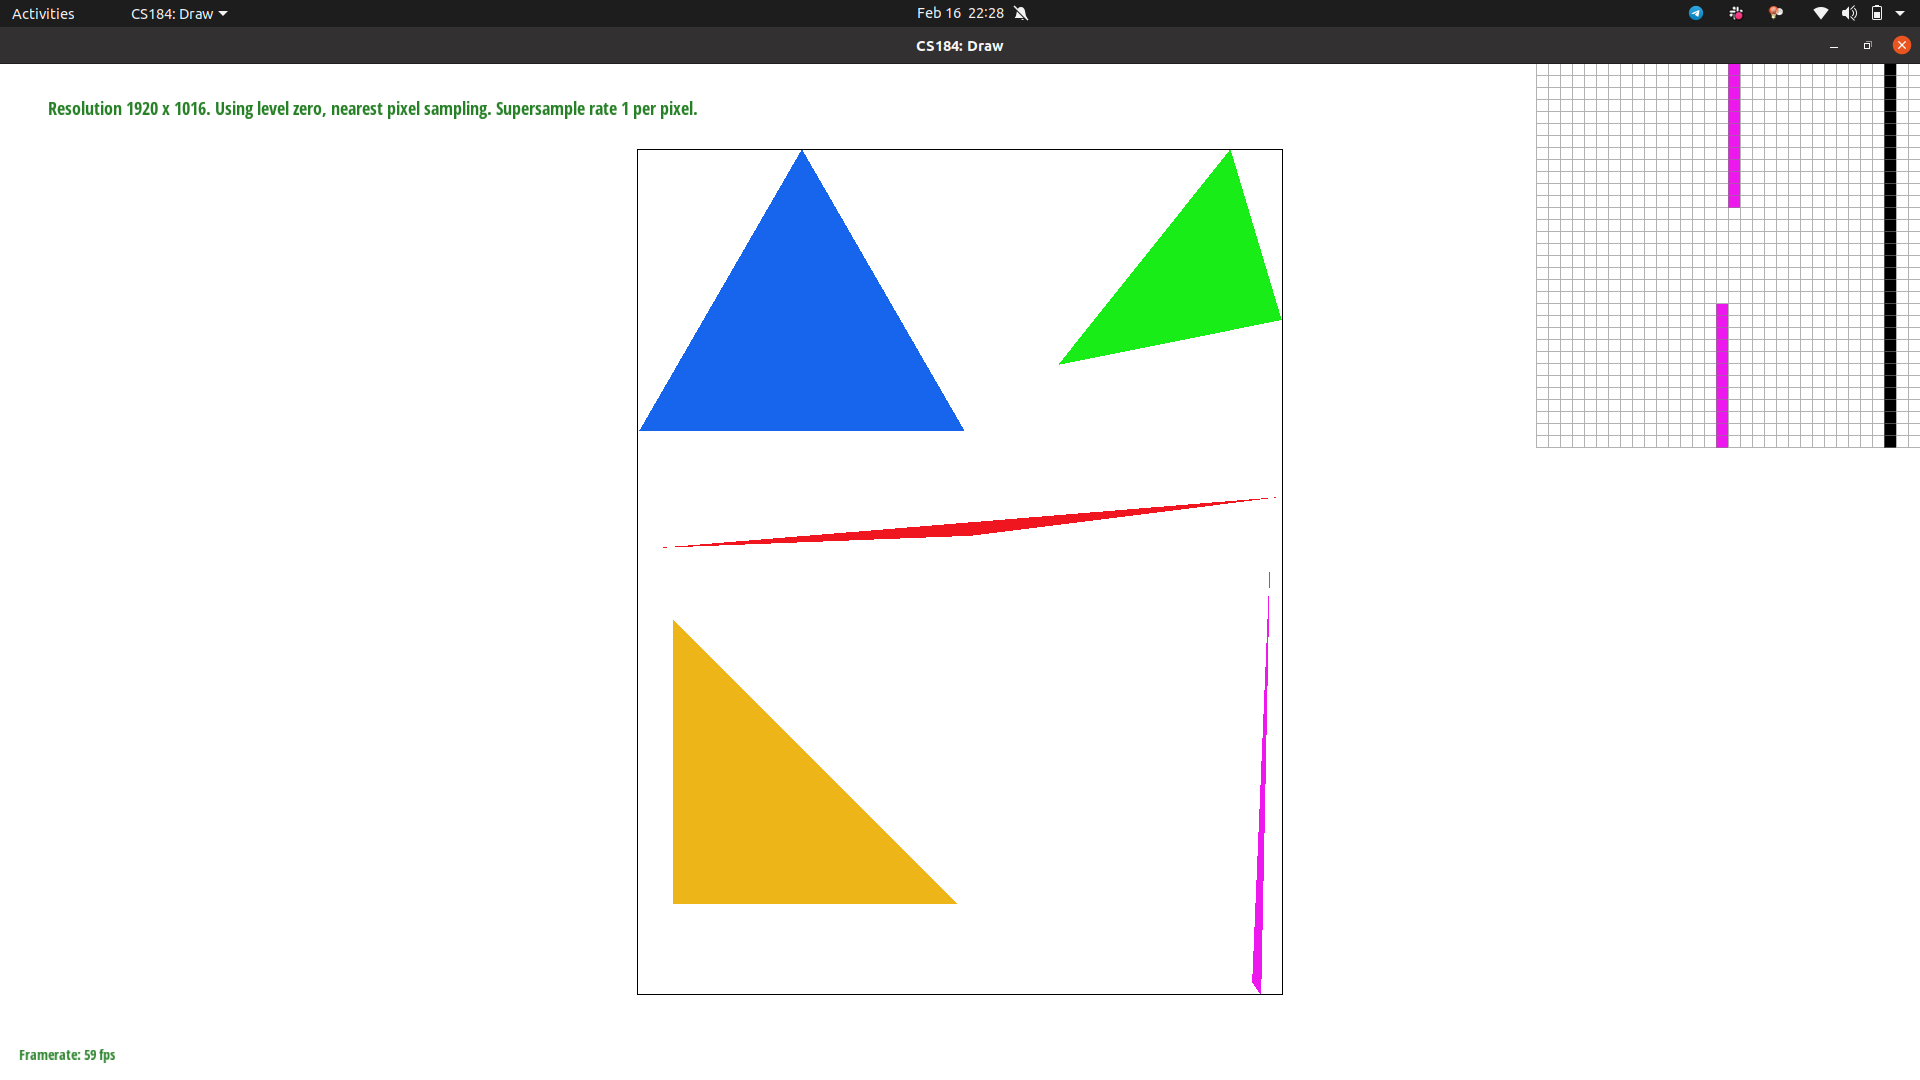 Activities CS184: Draw Feb 16 22:28
CS184: Draw
Resolution 1920 x 1016. Using level zero, nearest pixel sampling. Supersample rate 1 per pixel.
Framerate: 59 fps